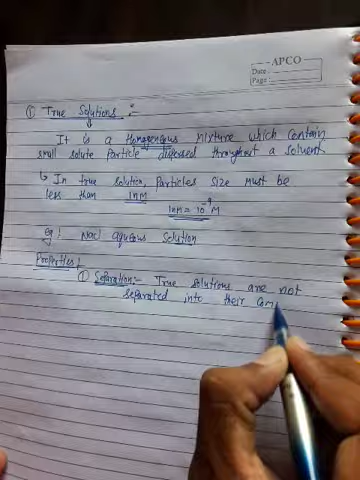 APCO
Date
Page
① True Solutions :-
It is a Homogeneous mixture which contain
small solute Particle dispersed throughout a solvent
↳ In true solution, Particles size must be
less than 1nM
1nM = 10⁻⁹ M
eg! Nacl aqueous Solution
Properties!
① Separation:- True solutions are not
separated into their Com